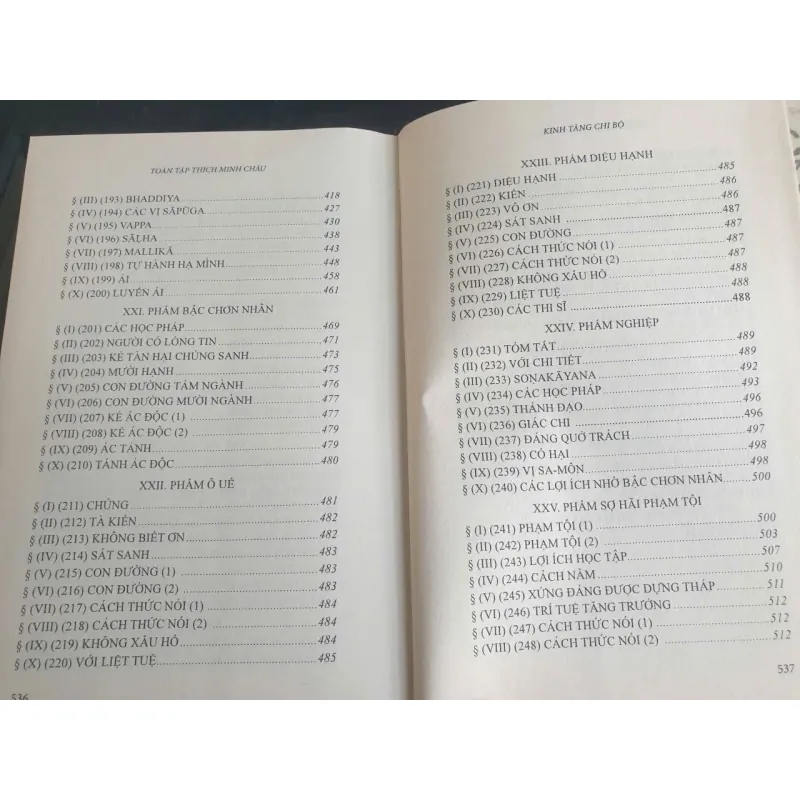 TOÀN TẬP THÍCH MINH CHÂU
§ (III) (193) BHADDIYA 418
§ (IV) (194) CÁC VỊ SĀPŪGA 427
§ (V) (195) VAPPA 430
§ (VI) (196) SĀLHA 438
§ (VII) (197) MALLIKĀ 443
§ (VIII) (198) TỰ HÀNH HẠ MÌNH 448
§ (IX) (199) ÁI 458
§ (X) (200) LUYẾN ÁI 461
XXI. PHẨM BẬC CHƠN NHÂN
§ (I) (201) CÁC HỌC PHÁP 469
§ (II) (202) NGƯỜI CÓ LÒNG TIN 471
§ (III) (203) KẺ TÀN HẠI CHÚNG SANH 473
§ (IV) (204) MƯỜI HẠNH 475
§ (V) (205) CON ĐƯỜNG TÁM NGÀNH 476
§ (VI) (206) CON ĐƯỜNG MƯỜI NGÀNH 477
§ (VII) (207) KẺ ÁC ĐỘC (1) 477
§ (VIII) (208) KẺ ÁC ĐỘC (2) 479
§ (IX) (209) ÁC TÁNH 479
§ (X) (210) TÁNH ÁC ĐỘC 480
XXII. PHẨM Ô UẾ
§ (I) (211) CHÚNG 481
§ (II) (212) TÀ KIẾN 482
§ (III) (213) KHÔNG BIẾT ƠN 482
§ (IV) (214) SÁT SANH 483
§ (V) (215) CON ĐƯỜNG (1) 483
§ (VI) (216) CON ĐƯỜNG (2) 483
§ (VII) (217) CÁCH THỨC NÓI (1) 484
§ (VIII) (218) CÁCH THỨC NÓI (2) 484
§ (IX) (219) KHÔNG XẤU HỔ 484
§ (X) (220) VỚI LIỆT TUỆ 485
536
KINH TĂNG CHI BỘ
XXIII. PHẨM DIỆU HẠNH
§ (I) (221) DIỆU HẠNH 485
§ (II) (222) KIẾN 486
§ (III) (223) VÔ ƠN 486
§ (IV) (224) SÁT SANH 487
§ (V) (225) CON ĐƯỜNG 487
§ (VI) (226) CÁCH THỨC NÓI (1) 487
§ (VII) (227) CÁCH THỨC NÓI (2) 487
§ (VIII) (228) KHÔNG XẤU HỔ 488
§ (IX) (229) LIỆT TUỆ 488
§ (X) (230) CÁC THI SĨ 488
XXIV. PHẨM NGHIỆP
§ (I) (231) TÓM TẮT 489
§ (II) (232) VỚI CHI TIẾT 489
§ (III) (233) SONAKĀYANA 492
§ (IV) (234) CÁC HỌC PHÁP 493
§ (V) (235) THÁNH ĐẠO 496
§ (VI) (236) GIÁC CHI 496
§ (VII) (237) ĐÁNG QUỞ TRÁCH 497
§ (VIII) (238) CÓ HẠI 498
§ (IX) (239) VỊ SA-MÔN 498
§ (X) (240) CÁC LỢI ÍCH NHỜ BẬC CHƠN NHÂN 500
XXV. PHẨM SỢ HÃI PHẠM TỘI
§ (I) (241) PHẠM TỘI (1) 500
§ (II) (242) PHẠM TỘI (2) 503
§ (III) (243) LỢI ÍCH HỌC TẬP 507
§ (IV) (244) CÁCH NẰM 510
§ (V) (245) XỨNG ĐÁNG ĐƯỢC DỰNG THÁP 511
§ (VI) (246) TRÍ TUỆ TĂNG TRƯỞNG 512
§ (VII) (247) CÁCH THỨC NÓI (1) 512
§ (VIII) (248) CÁCH THỨC NÓI (2) 512
537